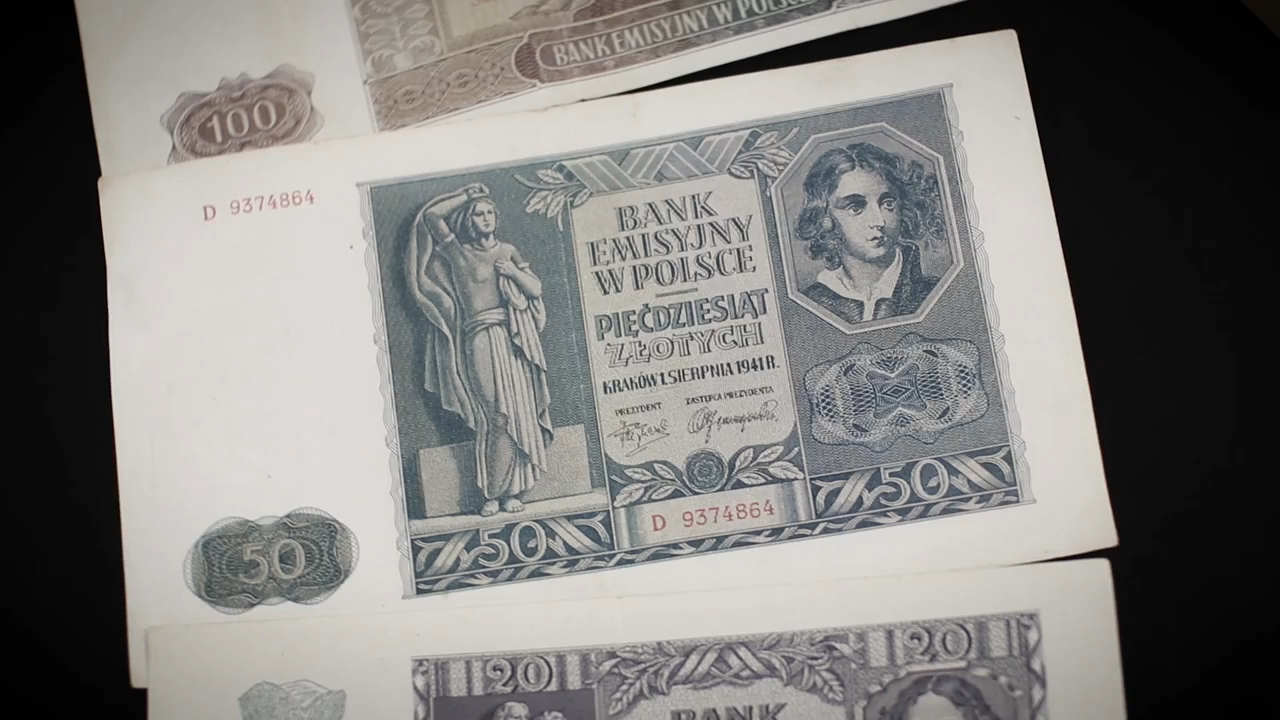 BANK EMISYJNY W POLSCE
100
D 9374864
BANK
EMISYJNY
W POLSCE
PIĘĆDZIESIĄT
ZŁOTYCH
KRAKÓW 1. SIERPNIA 1941 R.
PREZYDENT ZASTĘPCA PREZYDENTA
50
50
D 9374864
50
20
20
BANK